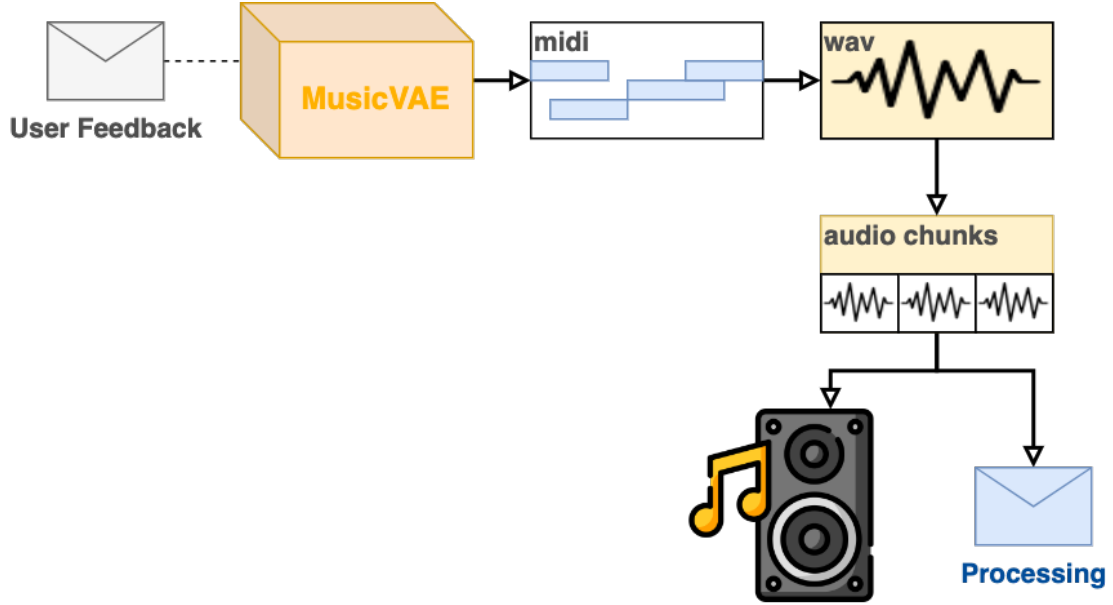 User Feedback
MusicVAE
midi
wav
audio chunks
Processing